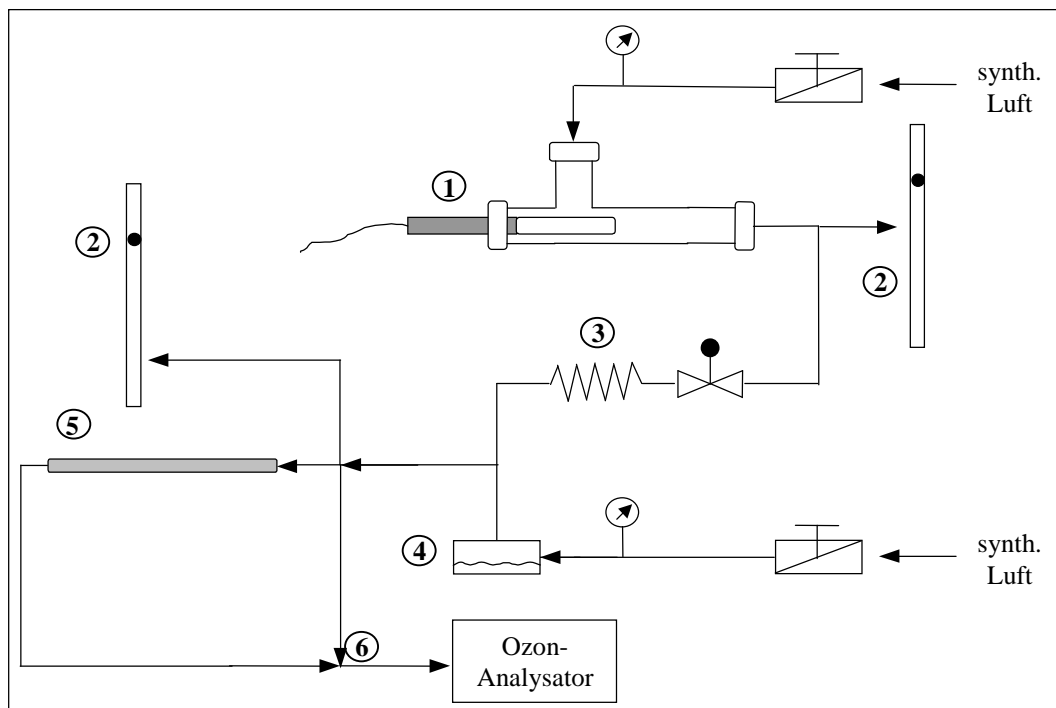 synth.
Luft
1
2
2
3
5
4
synth.
Luft
6
Ozon-
Analysator